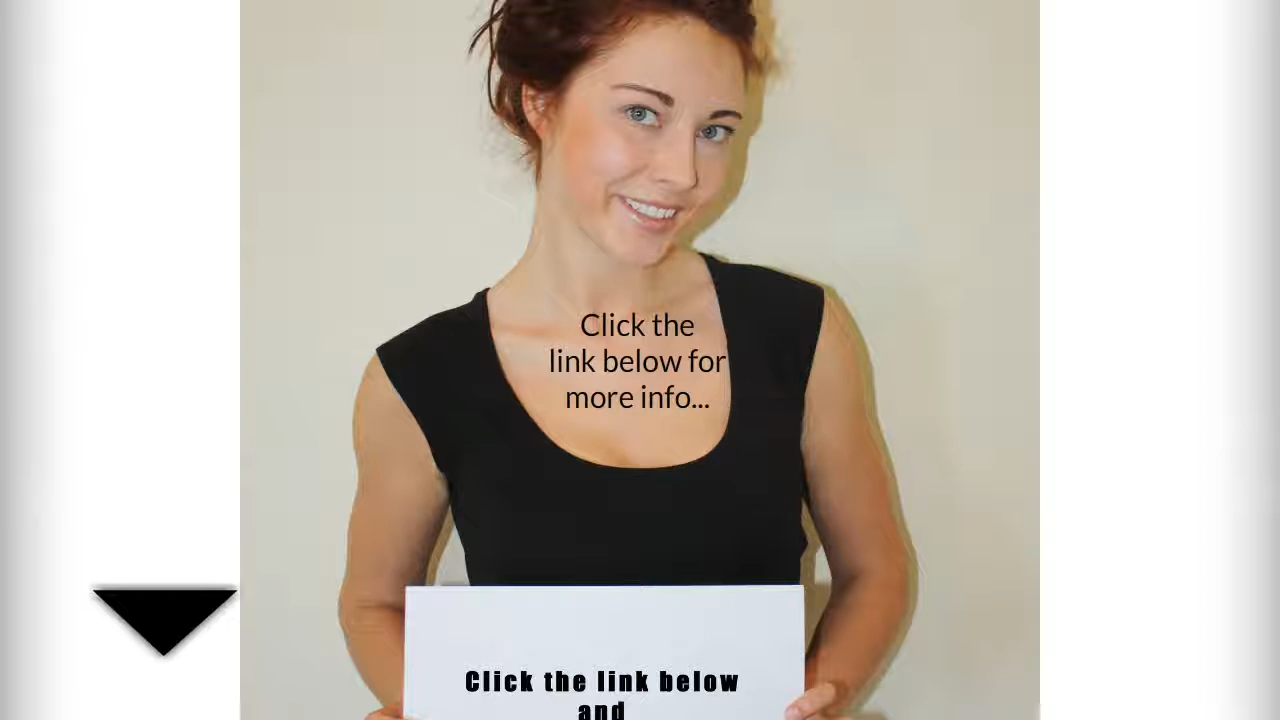 Click the
link below for
more info...
Click the link below
and